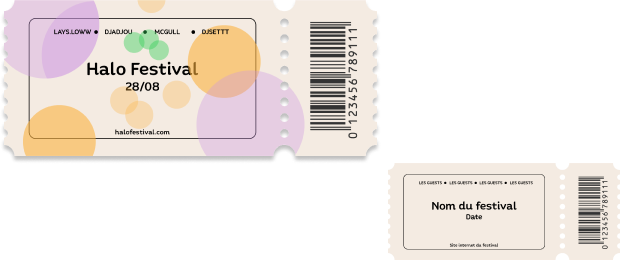 LAYS.LOWW ● DJADJOU ● MCGULL ● DJSETTT
Halo Festival
28/08
halofestival.com
0 123456 789111
LES GUESTS ● LES GUESTS ● LES GUESTS ● LES GUESTS
Nom du festival
Date
Site internet du festival
0 123456 789111